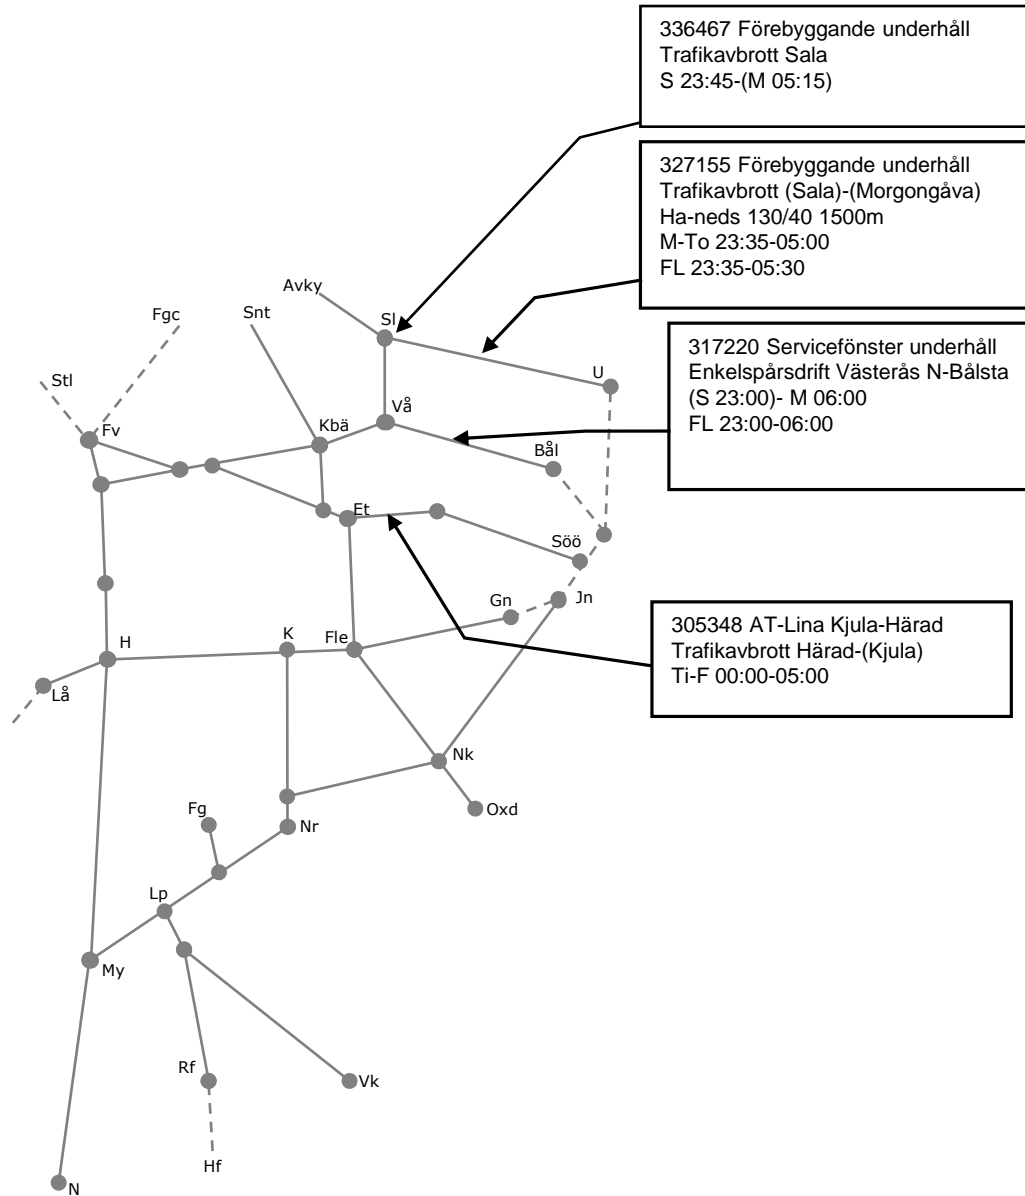 336467 Förebyggande underhåll
Trafikavbrott Sala
S 23:45-(M 05:15)
327155 Förebyggande underhåll
Trafikavbrott (Sala)-(Morgongåva)
Ha-neds 130/40 1500m
M-To 23:35-05:00
FL 23:35-05:30
317220 Servicefönster underhåll
Enkelspårsdrift Västerås N-Bålsta
(S 23:00)- M 06:00
FL 23:00-06:00
305348 AT-Lina Kjula-Härad
Trafikavbrott Härad-(Kjula)
Ti-F 00:00-05:00
Avky
Fgc
Snt
Sl
Stl
U
Vå
Fv
Kbä
Bål
Et
Söö
Gn
Jn
H
K
Fle
Lå
Nk
Fg
Oxd
Nr
Lp
My
Rf
Vk
Hf
N